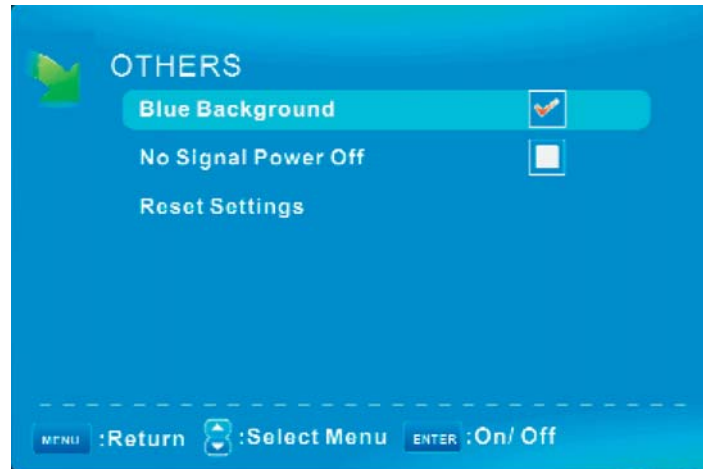 OTHERS
Blue Background
No Signal Power Off
Reset Settings
MENU :Return :Select Menu ENTER :On/ Off